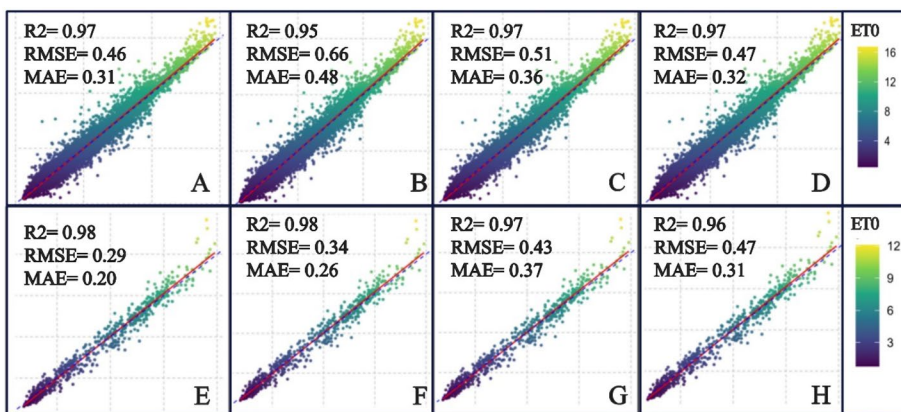 R2= 0.97
RMSE= 0.46
MAE= 0.31
A
R2= 0.95
RMSE= 0.66
MAE= 0.48
B
R2= 0.97
RMSE= 0.51
MAE= 0.36
C
R2= 0.97
RMSE= 0.47
MAE= 0.32
D
ET0
16
12
8
4
R2= 0.98
RMSE= 0.29
MAE= 0.20
E
R2= 0.98
RMSE= 0.34
MAE= 0.26
F
R2= 0.97
RMSE= 0.43
MAE= 0.37
G
R2= 0.96
RMSE= 0.47
MAE= 0.31
H
ET0
12
9
6
3